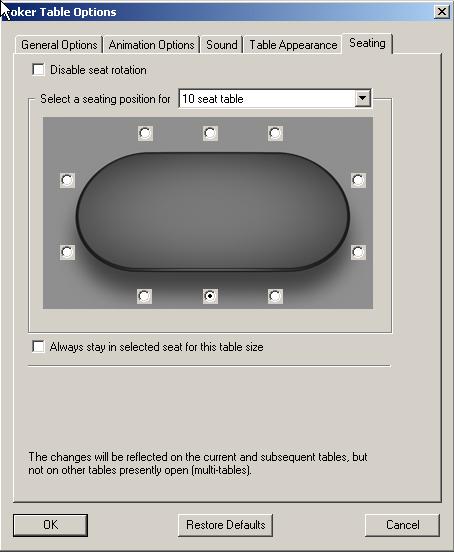 oker Table Options
General Options Animation Options Sound Table Appearance Seating
Disable seat rotation
Select a seating position for 10 seat table
Always stay in selected seat for this table size
The changes will be reflected on the current and subsequent tables, but
not on other tables presently open (multi-tables).
OK Restore Defaults Cancel